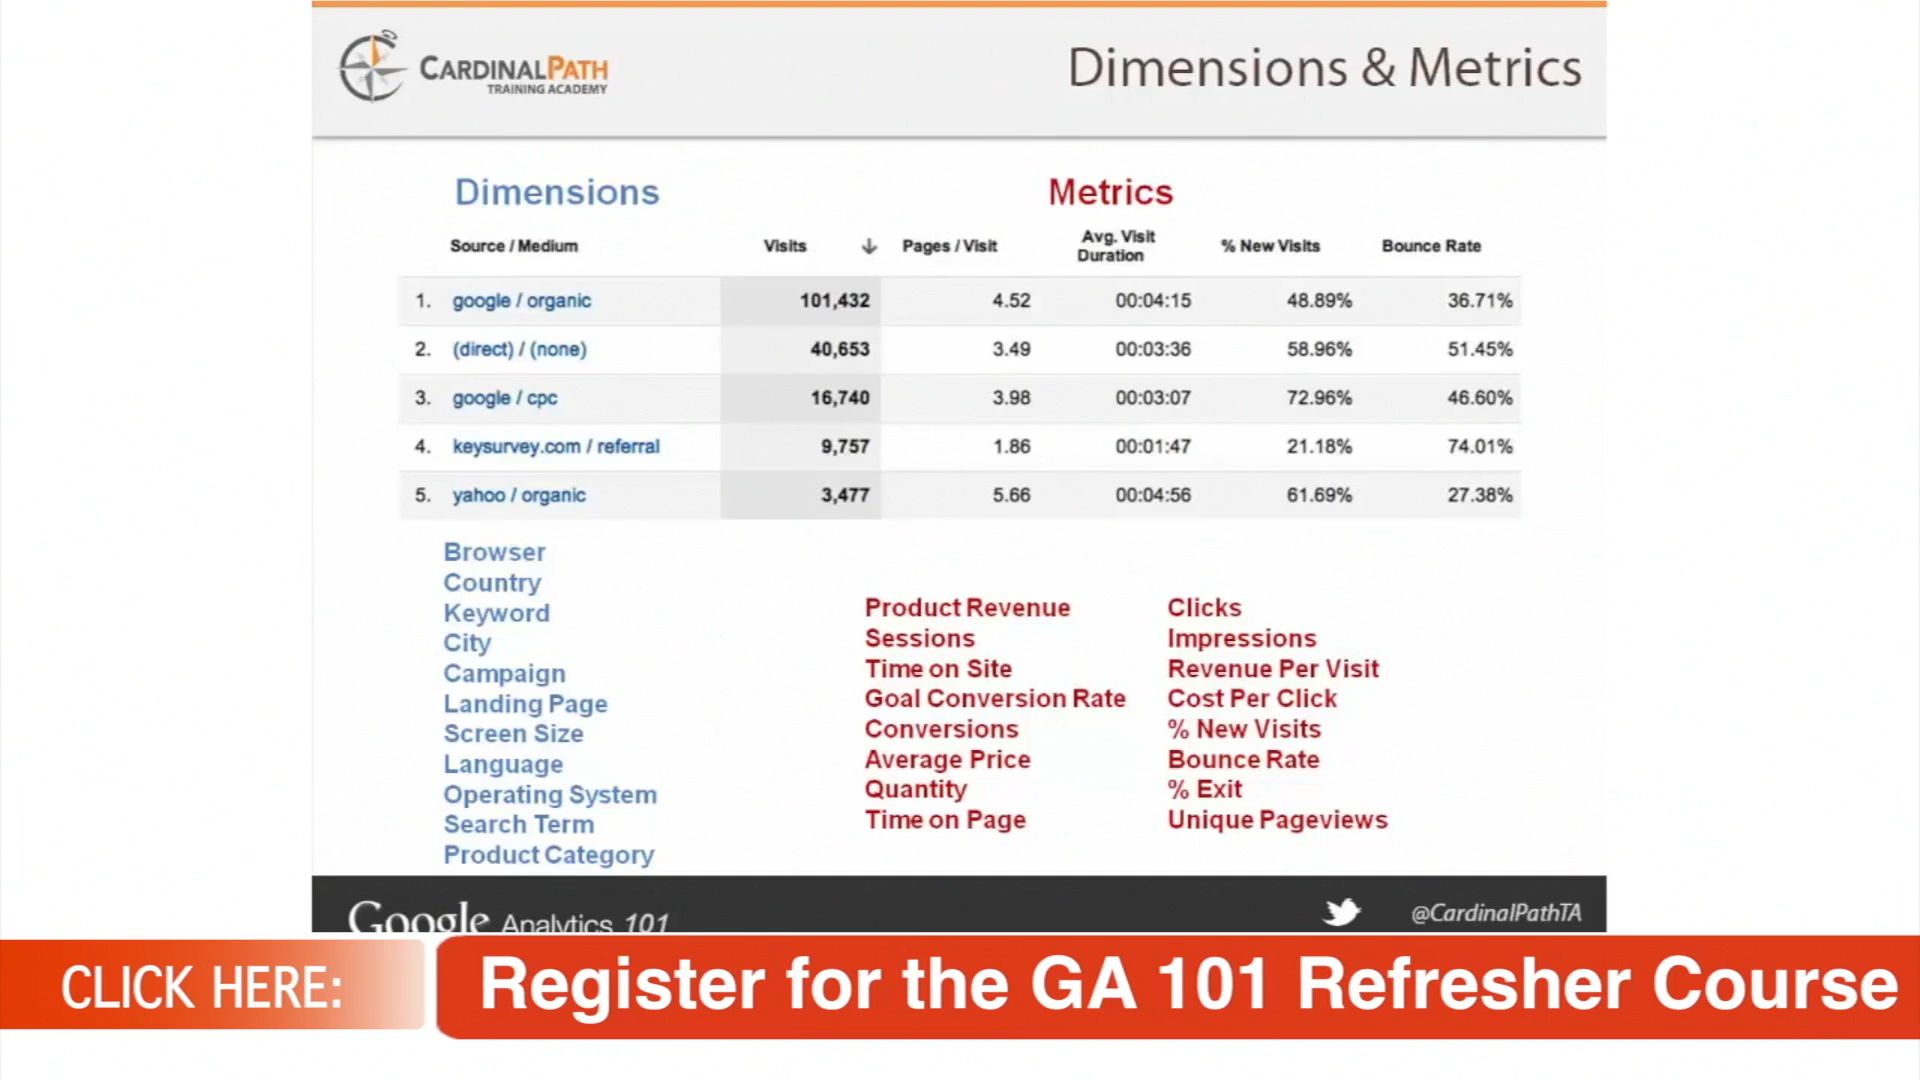 CARDINALPATH
TRAINING ACADEMY
Dimensions & Metrics
Dimensions
Metrics
Source / Medium Visits ↓ Pages / Visit Avg. Visit Duration % New Visits Bounce Rate
1. google / organic 101,432 4.52 00:04:15 48.89% 36.71%
2. (direct) / (none) 40,653 3.49 00:03:36 58.96% 51.45%
3. google / cpc 16,740 3.98 00:03:07 72.96% 46.60%
4. keysurvey.com / referral 9,757 1.86 00:01:47 21.18% 74.01%
5. yahoo / organic 3,477 5.66 00:04:56 61.69% 27.38%
Browser
Country
Keyword
City
Campaign
Landing Page
Screen Size
Language
Operating System
Search Term
Product Category
Product Revenue
Sessions
Time on Site
Goal Conversion Rate
Conversions
Average Price
Quantity
Time on Page
Clicks
Impressions
Revenue Per Visit
Cost Per Click
% New Visits
Bounce Rate
% Exit
Unique Pageviews
Google Analytics 101
@CardinalPathTA
CLICK HERE:
Register for the GA 101 Refresher Course